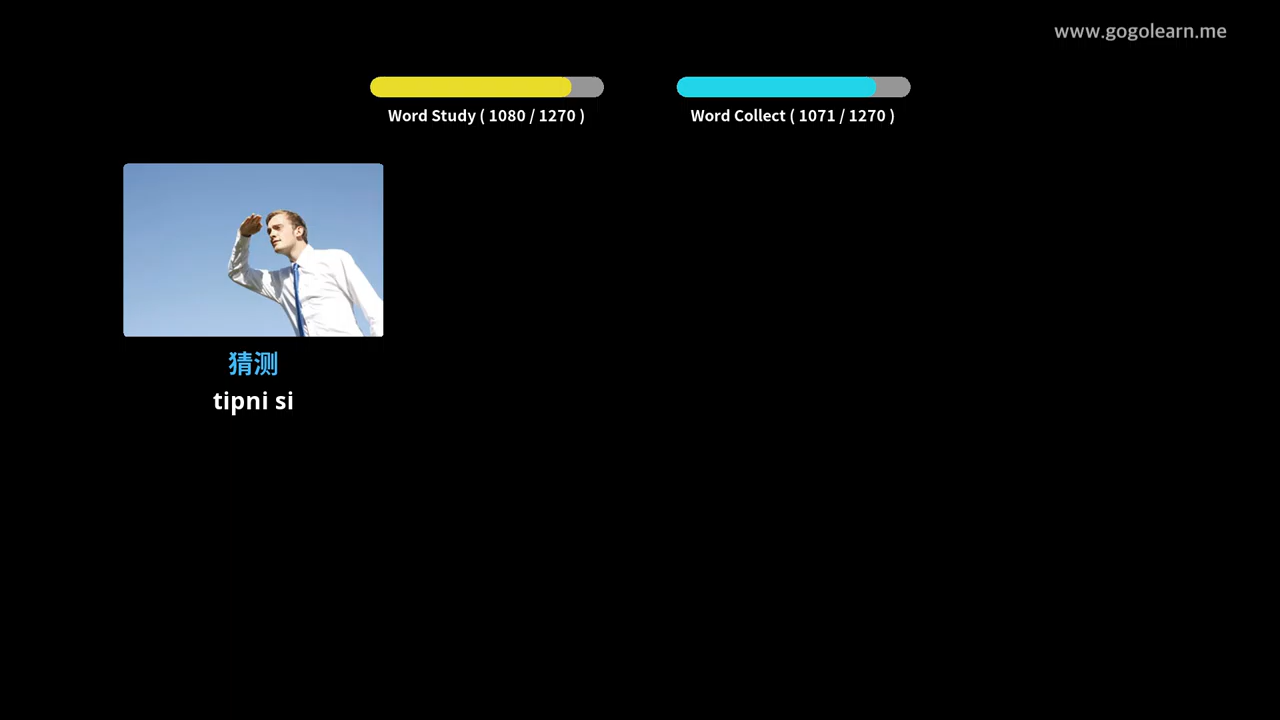 www.gogolearn.me
Word Study ( 1080 / 1270 )
Word Collect ( 1071 / 1270 )
猜测
tipni si